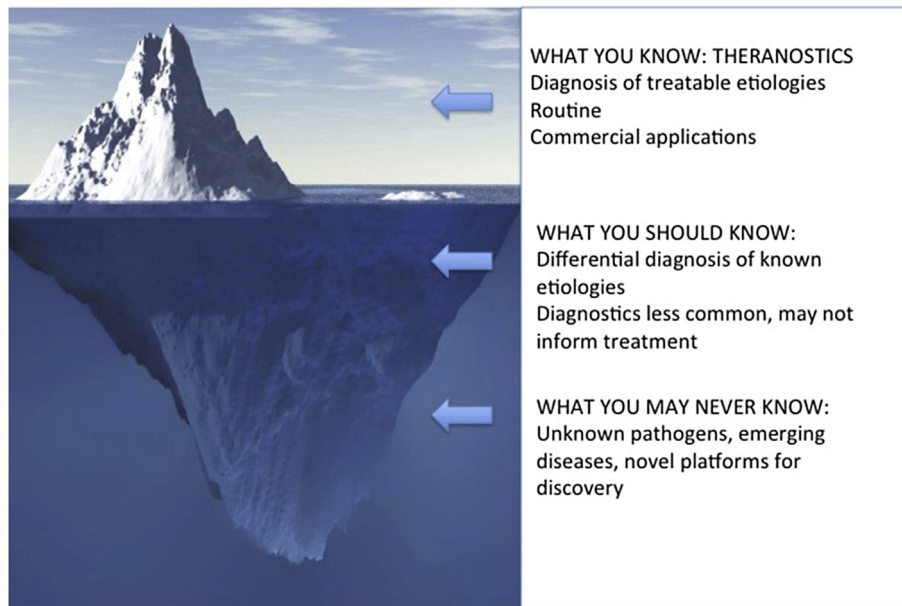 WHAT YOU KNOW: THERANOSTICS
Diagnosis of treatable etiologies
Routine
Commercial applications
WHAT YOU SHOULD KNOW:
Differential diagnosis of known
etiologies
Diagnostics less common, may not
inform treatment
WHAT YOU MAY NEVER KNOW:
Unknown pathogens, emerging
diseases, novel platforms for
discovery